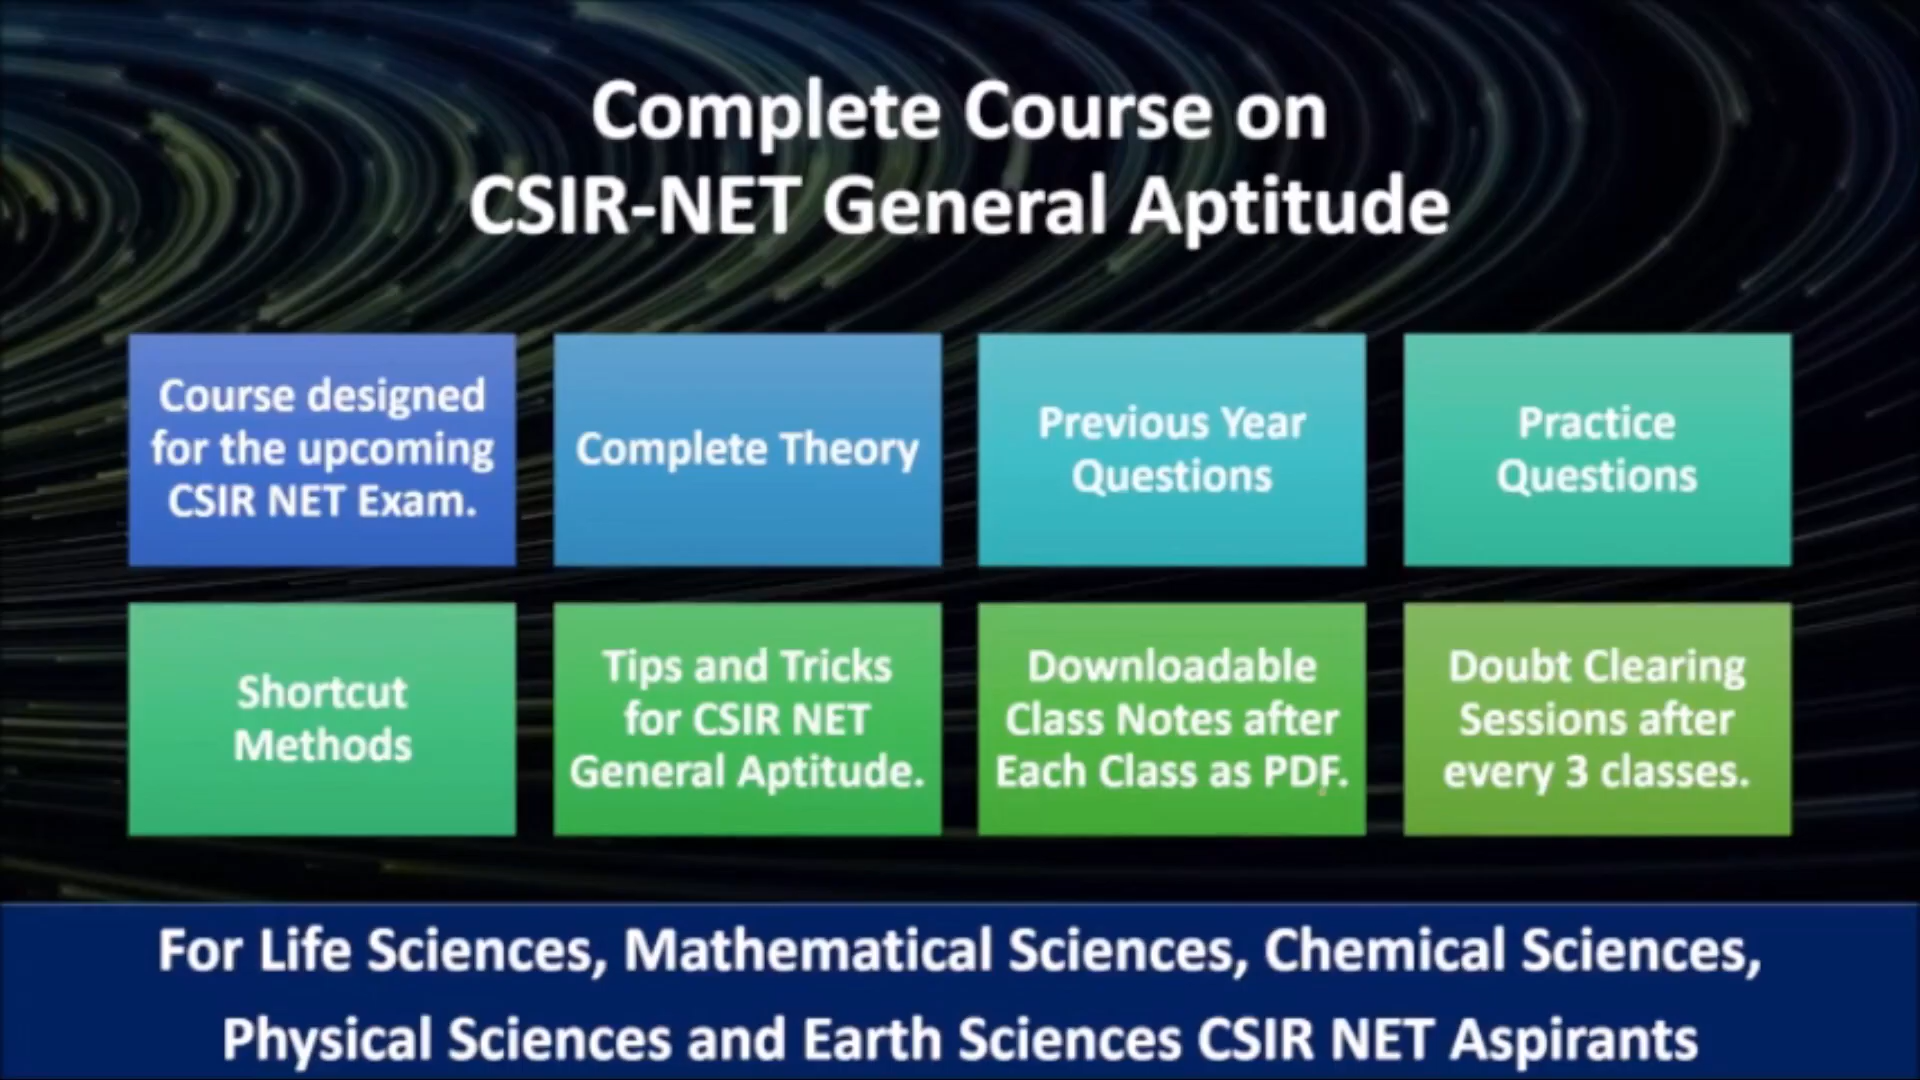 Complete Course on
CSIR-NET General Aptitude
Course designed
for the upcoming
CSIR NET Exam.
Complete Theory
Previous Year
Questions
Practice
Questions
Shortcut
Methods
Tips and Tricks
for CSIR NET
General Aptitude.
Downloadable
Class Notes after
Each Class as PDF.
Doubt Clearing
Sessions after
every 3 classes.
For Life Sciences, Mathematical Sciences, Chemical Sciences,
Physical Sciences and Earth Sciences CSIR NET Aspirants